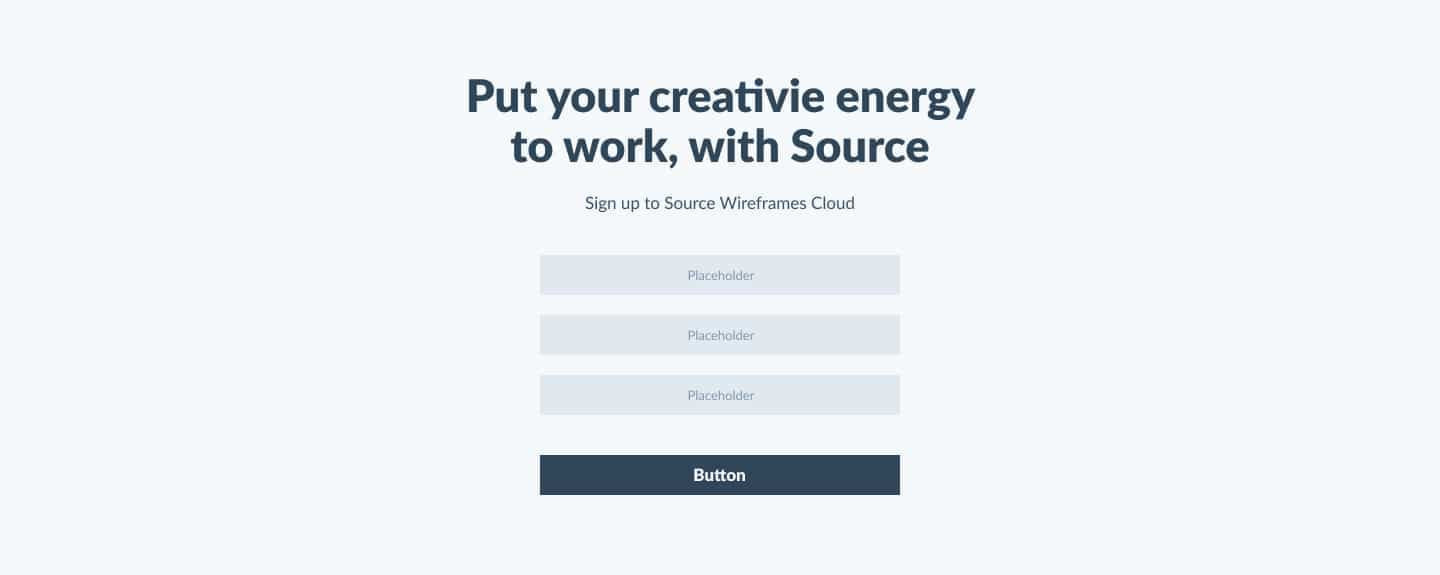 Put your creativie energy
to work, with Source
Sign up to Source Wireframes Cloud
Placeholder
Placeholder
Placeholder
Button